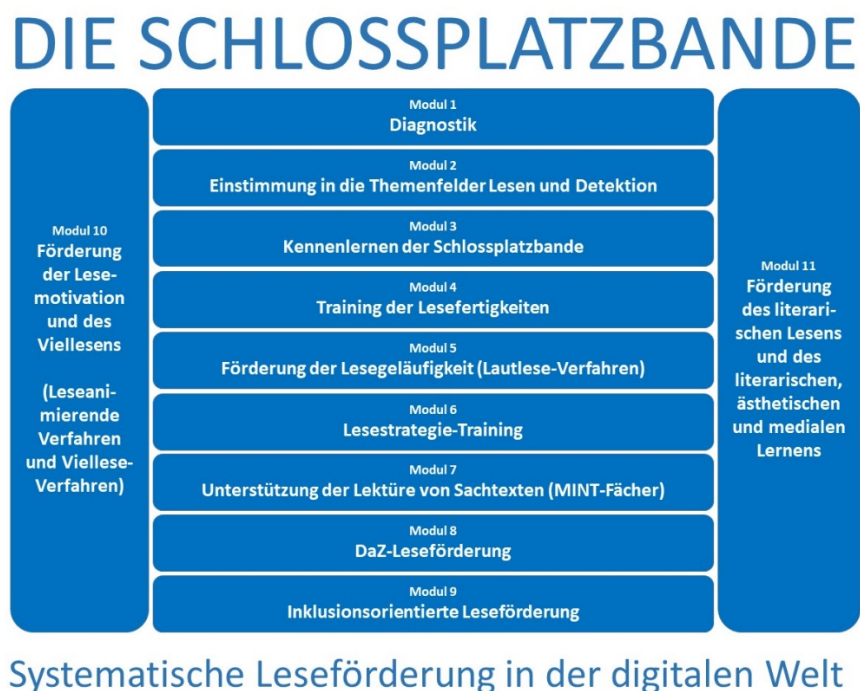 DIE SCHLOSSPLATZBANDE
Modul 10
Förderung
der Lese-
motivation
und des
Viellesens
(Leseani-
mierende
Verfahren
und Viellese-
Verfahren)
Modul 1
Diagnostik
Modul 2
Einstimmung in die Themenfelder Lesen und Detektion
Modul 3
Kennenlernen der Schlossplatzbande
Modul 4
Training der Lesefertigkeiten
Modul 5
Förderung der Lesegeläufigkeit (Lautlese-Verfahren)
Modul 6
Lesestrategie-Training
Modul 7
Unterstützung der Lektüre von Sachtexten (MINT-Fächer)
Modul 8
DaZ-Leseförderung
Modul 9
Inklusionsorientierte Leseförderung
Modul 11
Förderung
des literari-
schen Lesens
und des
literarischen,
ästhetischen
und medialen
Lernens
Systematische Leseförderung in der digitalen Welt